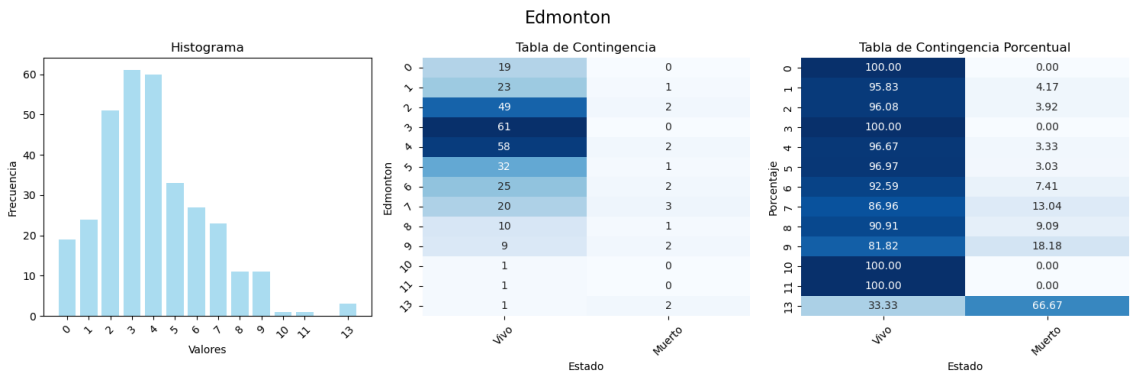 Edmonton
Histograma
Frecuencia
60
50
40
30
20
10
0
0 1 2 3 4 5 6 7 8 9 10 11 13
Valores
Tabla de Contingencia
Edmonton
0 19 0
1 23 1
2 49 2
3 61 0
4 58 2
5 32 1
6 25 2
7 20 3
8 10 1
9 9 2
10 1 0
11 1 0
13 1 2
Vivo Muerto
Estado
Tabla de Contingencia Porcentual
Porcentaje
0 100.00 0.00
1 95.83 4.17
2 96.08 3.92
3 100.00 0.00
4 96.67 3.33
5 96.97 3.03
6 92.59 7.41
7 86.96 13.04
8 90.91 9.09
9 81.82 18.18
10 100.00 0.00
11 100.00 0.00
13 33.33 66.67
Vivo Muerto
Estado